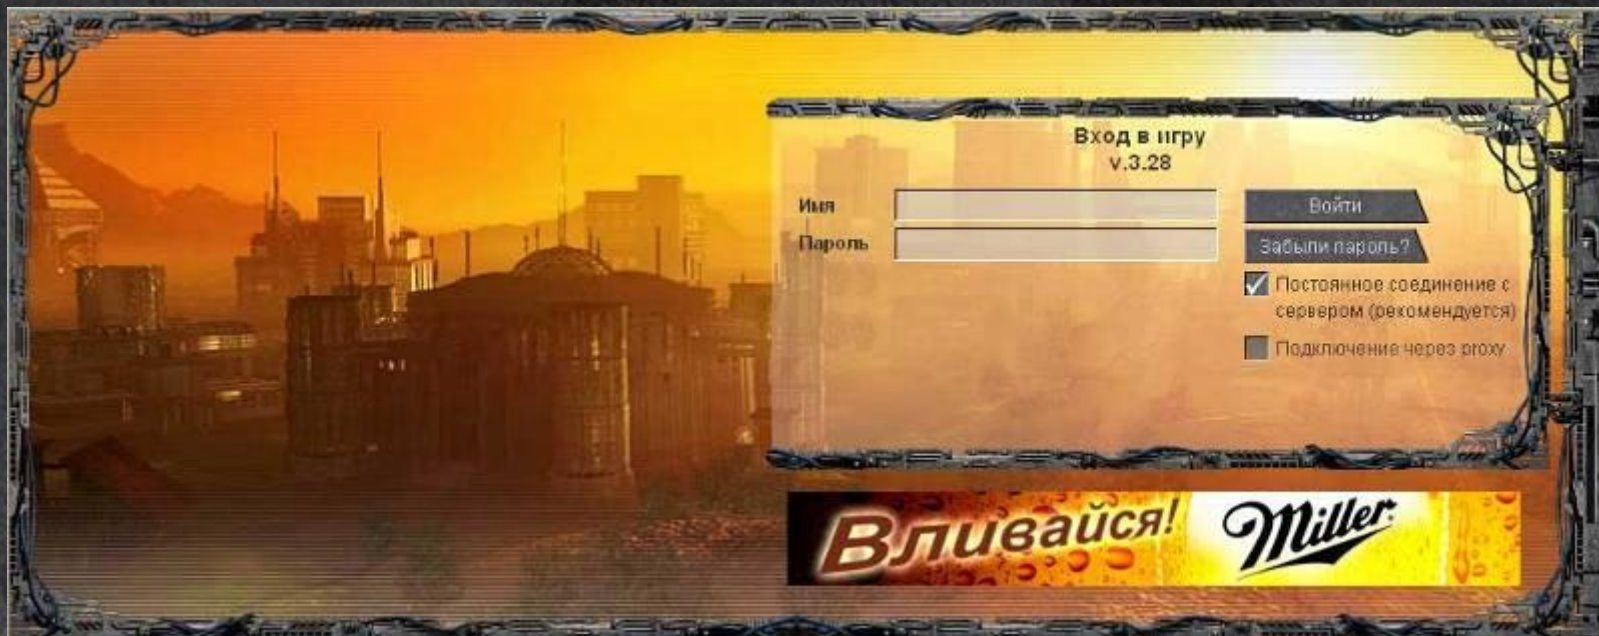 Вход в игру
v.3.28
Имя
Войти
Пароль
Забыли пароль?
Постоянное соединение с
сервером (рекомендуется)
Подключение через proxy
Вливайся! Miller